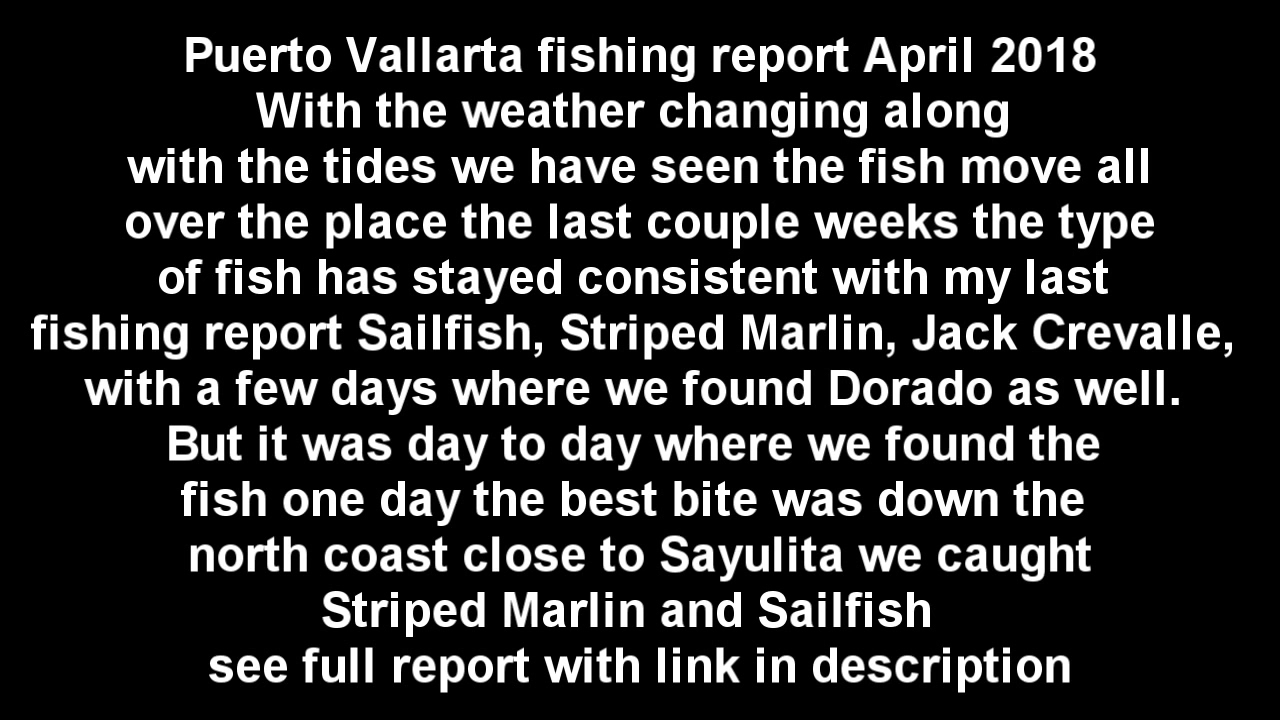 Puerto Vallarta fishing report April 2018
With the weather changing along
with the tides we have seen the fish move all
over the place the last couple weeks the type
of fish has stayed consistent with my last
fishing report Sailfish, Striped Marlin, Jack Crevalle,
with a few days where we found Dorado as well.
But it was day to day where we found the
fish one day the best bite was down the
north coast close to Sayulita we caught
Striped Marlin and Sailfish
see full report with link in description